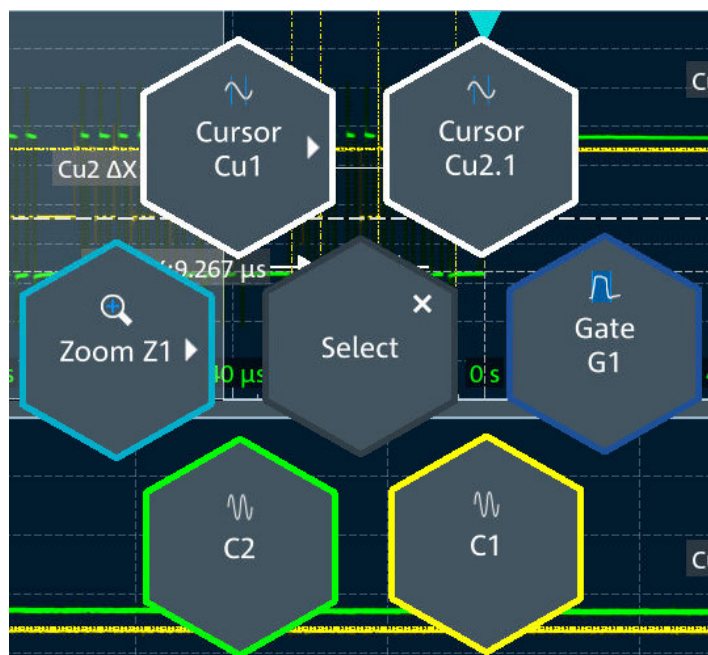 Cursor
Cu1
Cursor
Cu2.1
Cu2 ΔX
9.267 µs
Zoom Z1
Select
Gate
G1
40 µs
0 s
C2
C1